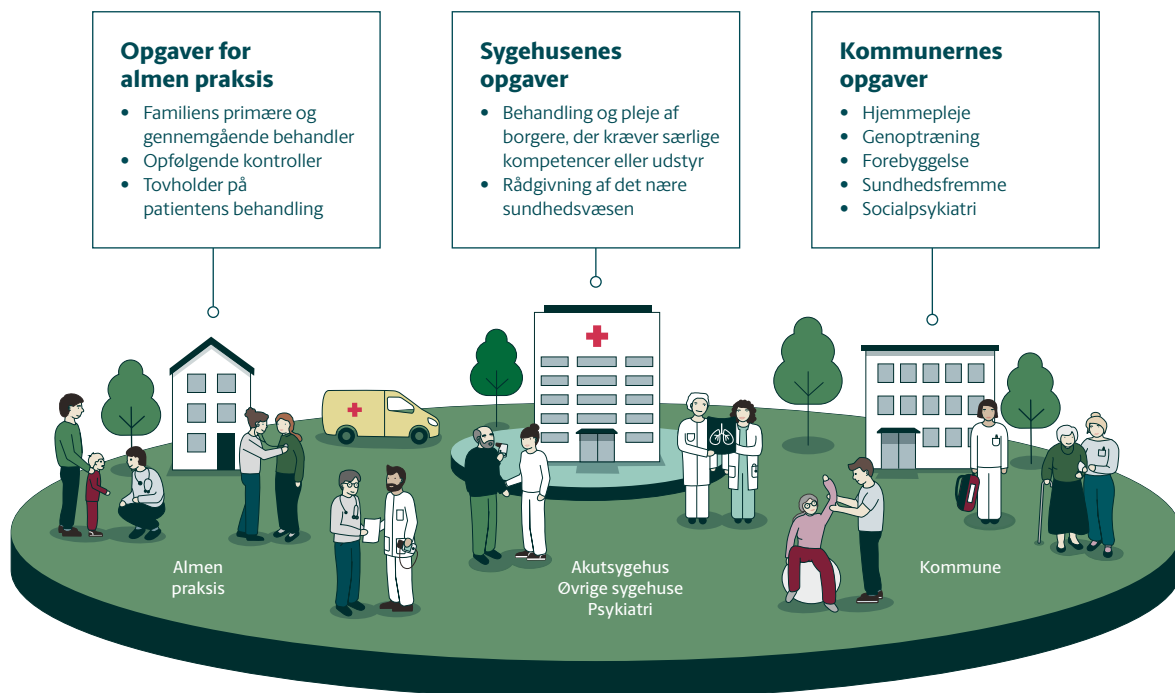 Opgaver for
almen praksis
• Familiens primære og
gennemgående behandler
• Opfølgende kontroller
• Tovholder på
patientens behandling
Sygehusenes
opgaver
• Behandling og pleje af
borgere, der kræver særlige
kompetencer eller udstyr
• Rådgivning af det nære
sundhedsvæsen
Kommunernes
opgaver
• Hjemmepleje
• Genoptræning
• Forebyggelse
• Sundhedsfremme
• Socialpsykiatri
Almen
praksis
Akutsygehus
Øvrige sygehuse
Psykiatri
Kommune